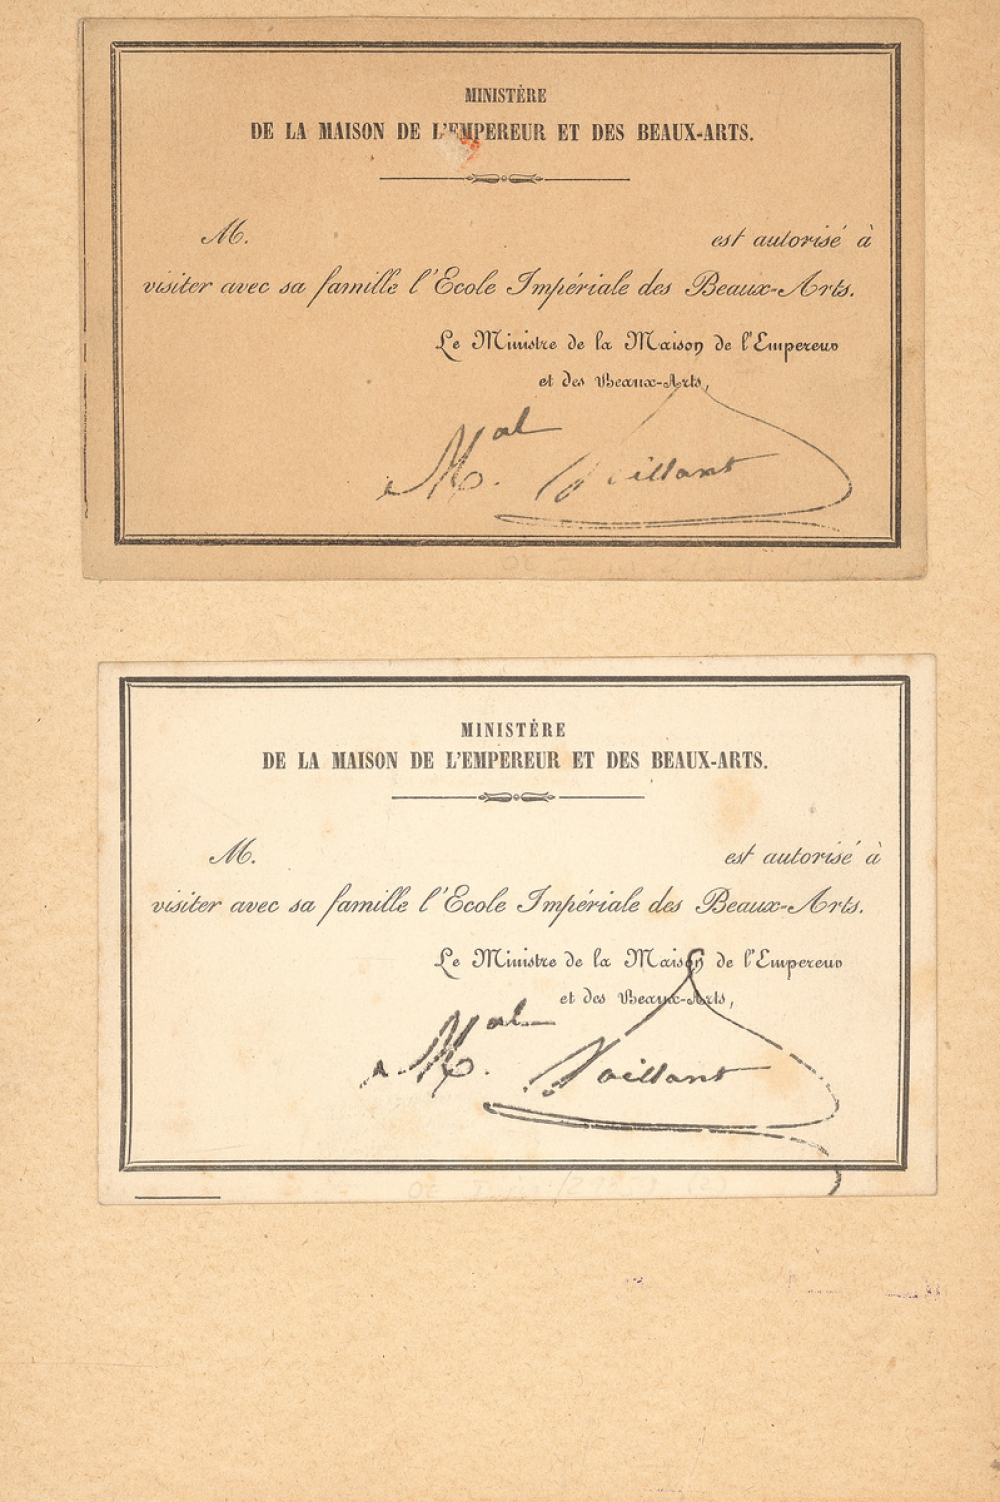 MINISTÈRE
DE LA MAISON DE L'EMPEREUR ET DES BEAUX-ARTS.
M. est autorisé à
visiter avec sa famille l'Ecole Impériale des Beaux-Arts.
Le Ministre de la Maison de l'Empereur
et des Beaux-Arts,
Mal Vaillant
MINISTÈRE
DE LA MAISON DE L'EMPEREUR ET DES BEAUX-ARTS.
M. est autorisé à
visiter avec sa famille l'Ecole Impériale des Beaux-Arts.
Le Ministre de la Maison de l'Empereur
et des Beaux-Arts,
Mal Vaillant